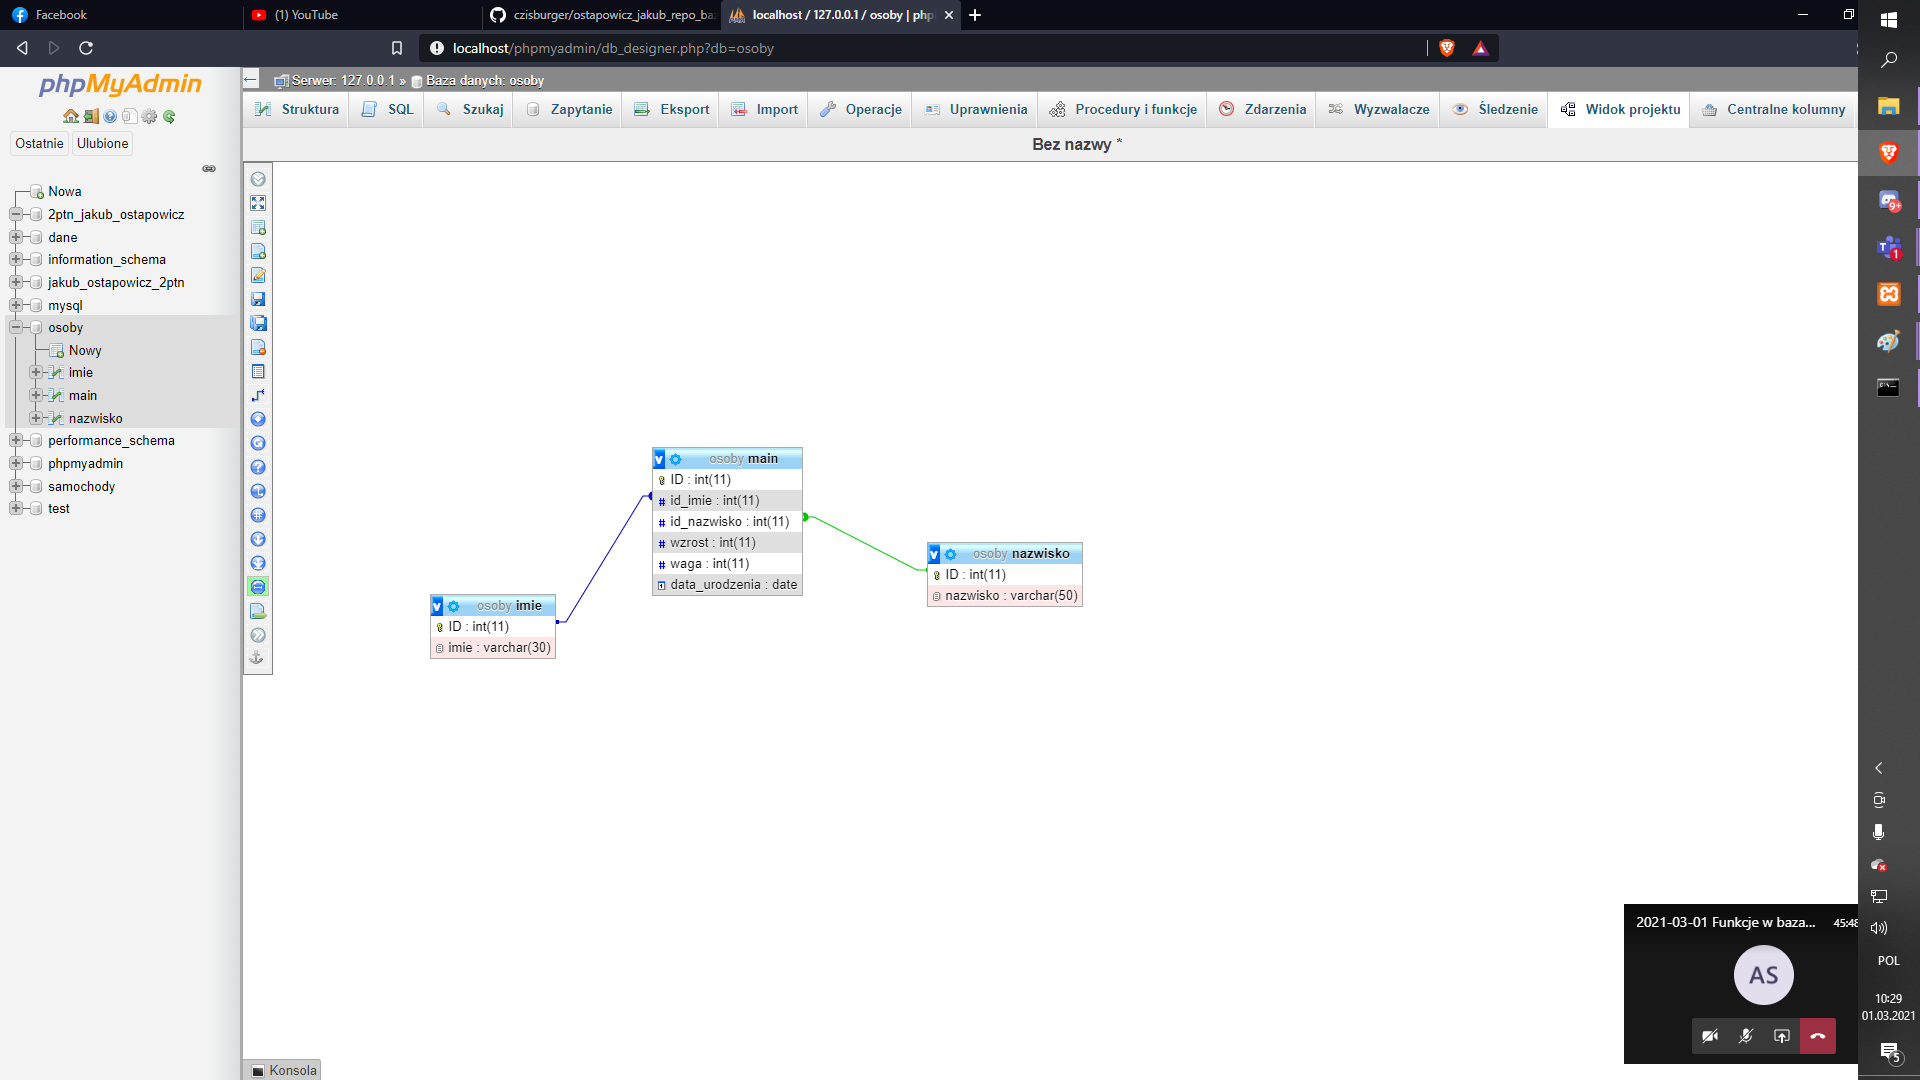 Facebook
(1) YouTube
czisburger/ostapowicz_jakub_repo_ba
localhost / 127.0.0.1 / osoby | php
localhost/phpmyadmin/db_designer.php?db=osoby
phpMyAdmin
Ostatnie
Ulubione
Nowa
2ptn_jakub_ostapowicz
dane
information_schema
jakub_ostapowicz_2ptn
mysql
osoby
Nowy
imie
main
nazwisko
performance_schema
phpmyadmin
samochody
test
Serwer: 127.0.0.1 » Baza danych: osoby
Struktura
SQL
Szukaj
Zapytanie
Eksport
Import
Operacje
Uprawnienia
Procedury i funkcje
Zdarzenia
Wyzwalacze
Śledzenie
Widok projektu
Centralne kolumny
Bez nazwy *
v osoby main
ID : int(11)
# id_imie : int(11)
# id_nazwisko : int(11)
# wzrost : int(11)
# waga : int(11)
data_urodzenia : date
v osoby nazwisko
ID : int(11)
nazwisko : varchar(50)
v osoby imie
ID : int(11)
imie : varchar(30)
Konsola
2021-03-01 Funkcje w baza...
45:48
AS
9+
1
POL
10:29
01.03.2021
5